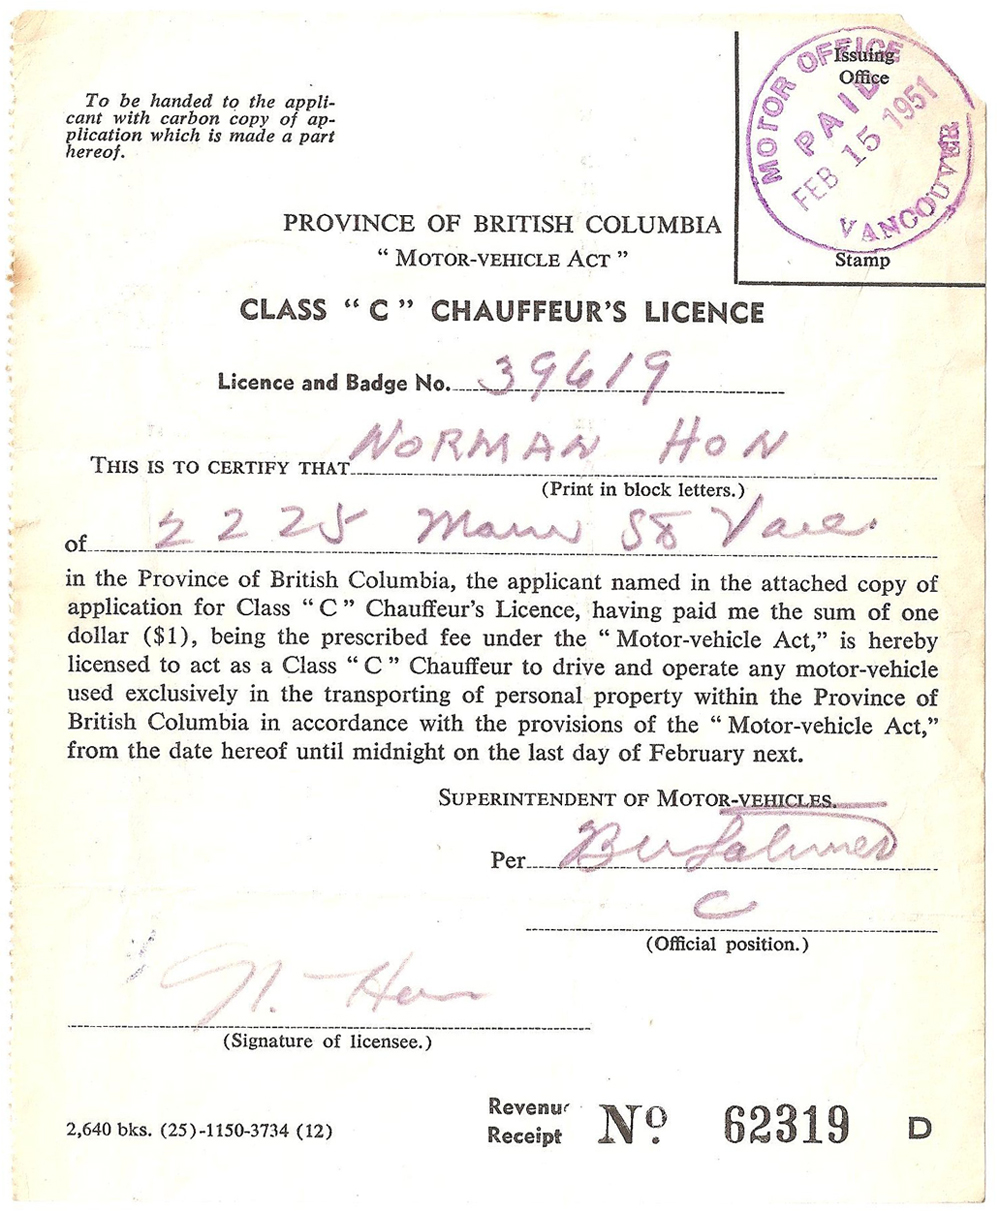 To be handed to the appli-
cant with carbon copy of ap-
plication which is made a part
hereof.
Issuing
Office
MOTOR OFFICE
PAID
FEB 15 1951
VANCOUVER
Stamp
PROVINCE OF BRITISH COLUMBIA
“ MOTOR-VEHICLE ACT ”
CLASS “ C ” CHAUFFEUR’S LICENCE
Licence and Badge No. 39619
THIS IS TO CERTIFY THAT NORMAN HON
(Print in block letters.)
of 2225 St Vanc
in the Province of British Columbia, the applicant named in the attached copy of
application for Class “ C ” Chauffeur’s Licence, having paid me the sum of one
dollar ($1), being the prescribed fee under the “ Motor-vehicle Act,” is hereby
licensed to act as a Class “ C ” Chauffeur to drive and operate any motor-vehicle
used exclusively in the transporting of personal property within the Province of
British Columbia in accordance with the provisions of the “ Motor-vehicle Act,”
from the date hereof until midnight on the last day of February next.
SUPERINTENDENT OF MOTOR-VEHICLES.
Per
C
(Official position.)
N. Hon
(Signature of licensee.)
2,640 bks. (25)-1150-3734 (12)
Revenue
Receipt
Nº 62319 D